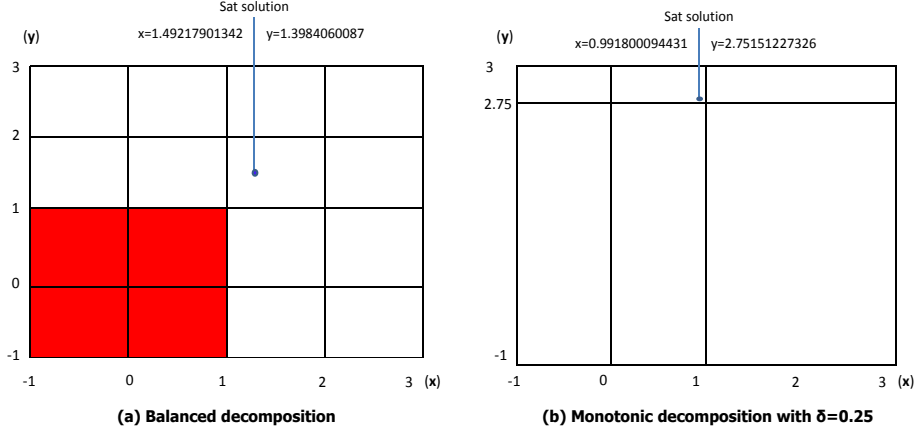 Sat solution
(y)
x=1.49217901342 y=1.3984060087
3
2
1
0
-1
-1 0 1 2 3 (x)
(a) Balanced decomposition
Sat solution
(y)
x=0.991800094431 y=2.75151227326
3
2.75
-1
-1 0 1 2 3 (x)
(b) Monotonic decomposition with δ=0.25